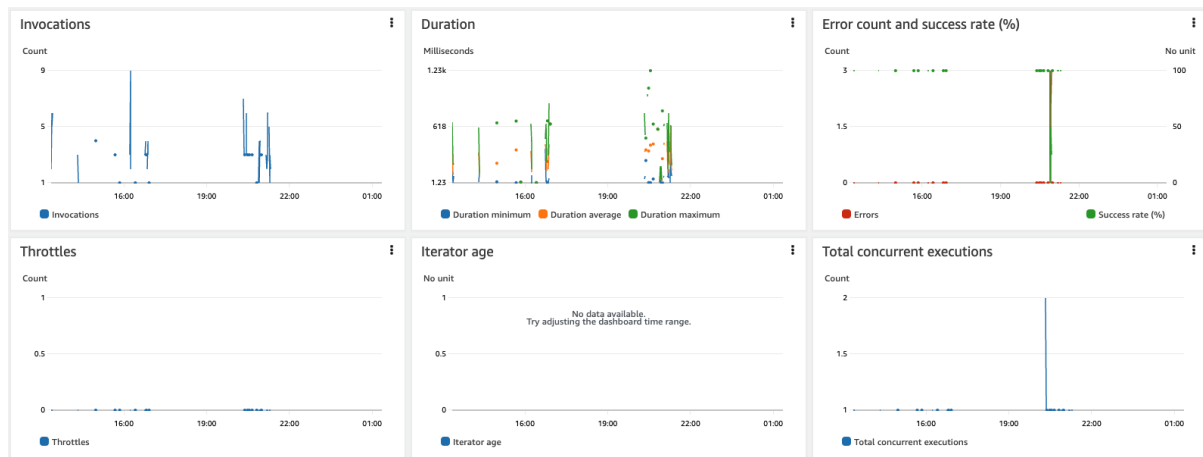 Invocations
Count
9
5
1
16:00 19:00 22:00 01:00
Invocations
Duration
Milliseconds
1.23k
618
1.23
16:00 19:00 22:00 01:00
Duration minimum Duration average Duration maximum
Error count and success rate (%)
Count No unit
3 100
1.5 50
0 0
16:00 19:00 22:00 01:00
Errors Success rate (%)
Throttles
Count
1
0.5
0
16:00 19:00 22:00 01:00
Throttles
Iterator age
No unit
1
No data available.
Try adjusting the dashboard time range.
0.5
0
16:00 19:00 22:00 01:00
Iterator age
Total concurrent executions
Count
2
1.5
1
16:00 19:00 22:00 01:00
Total concurrent executions